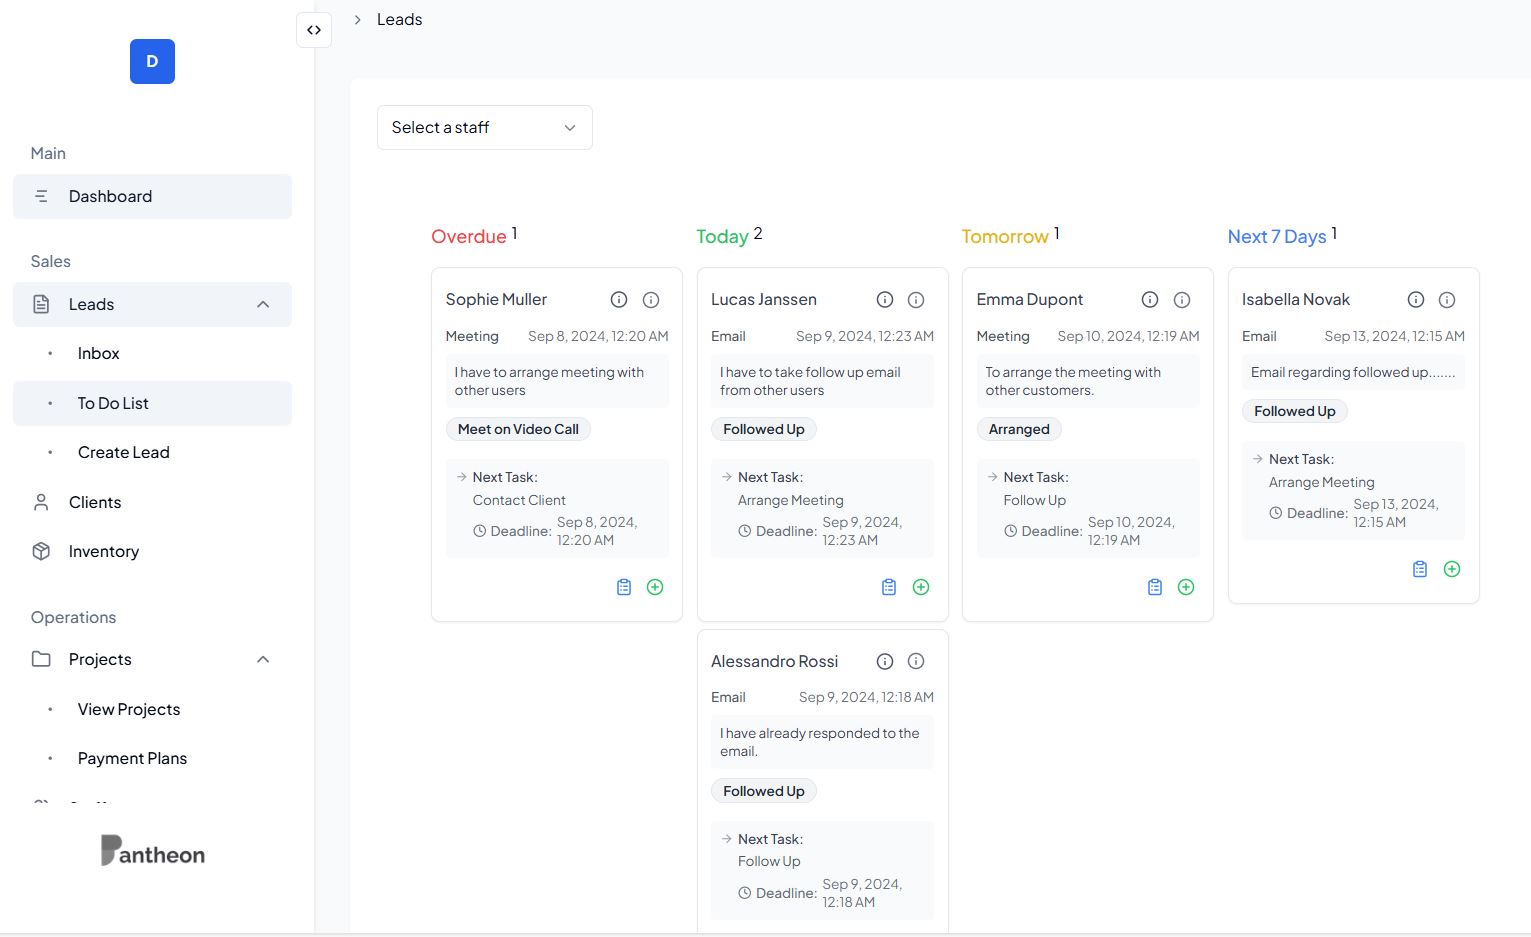 D
Main
Dashboard
Sales
Leads
Inbox
To Do List
Create Lead
Clients
Inventory
Operations
Projects
View Projects
Payment Plans
Pantheon
Leads
Select a staff
Overdue 1
Sophie Muller
Meeting Sep 8, 2024, 12:20 AM
I have to arrange meeting with
other users
Meet on Video Call
Next Task:
Contact Client
Deadline: Sep 8, 2024,
12:20 AM
Today 2
Lucas Janssen
Email Sep 9, 2024, 12:23 AM
I have to take follow up email
from other users
Followed Up
Next Task:
Arrange Meeting
Deadline: Sep 9, 2024,
12:23 AM
Alessandro Rossi
Email Sep 9, 2024, 12:18 AM
I have already responded to the
email.
Followed Up
Next Task:
Follow Up
Deadline: Sep 9, 2024,
12:18 AM
Tomorrow 1
Emma Dupont
Meeting Sep 10, 2024, 12:19 AM
To arrange the meeting with
other customers.
Arranged
Next Task:
Follow Up
Deadline: Sep 10, 2024,
12:19 AM
Next 7 Days 1
Isabella Novak
Email Sep 13, 2024, 12:15 AM
Email regarding followed up.......
Followed Up
Next Task:
Arrange Meeting
Deadline: Sep 13, 2024,
12:15 AM